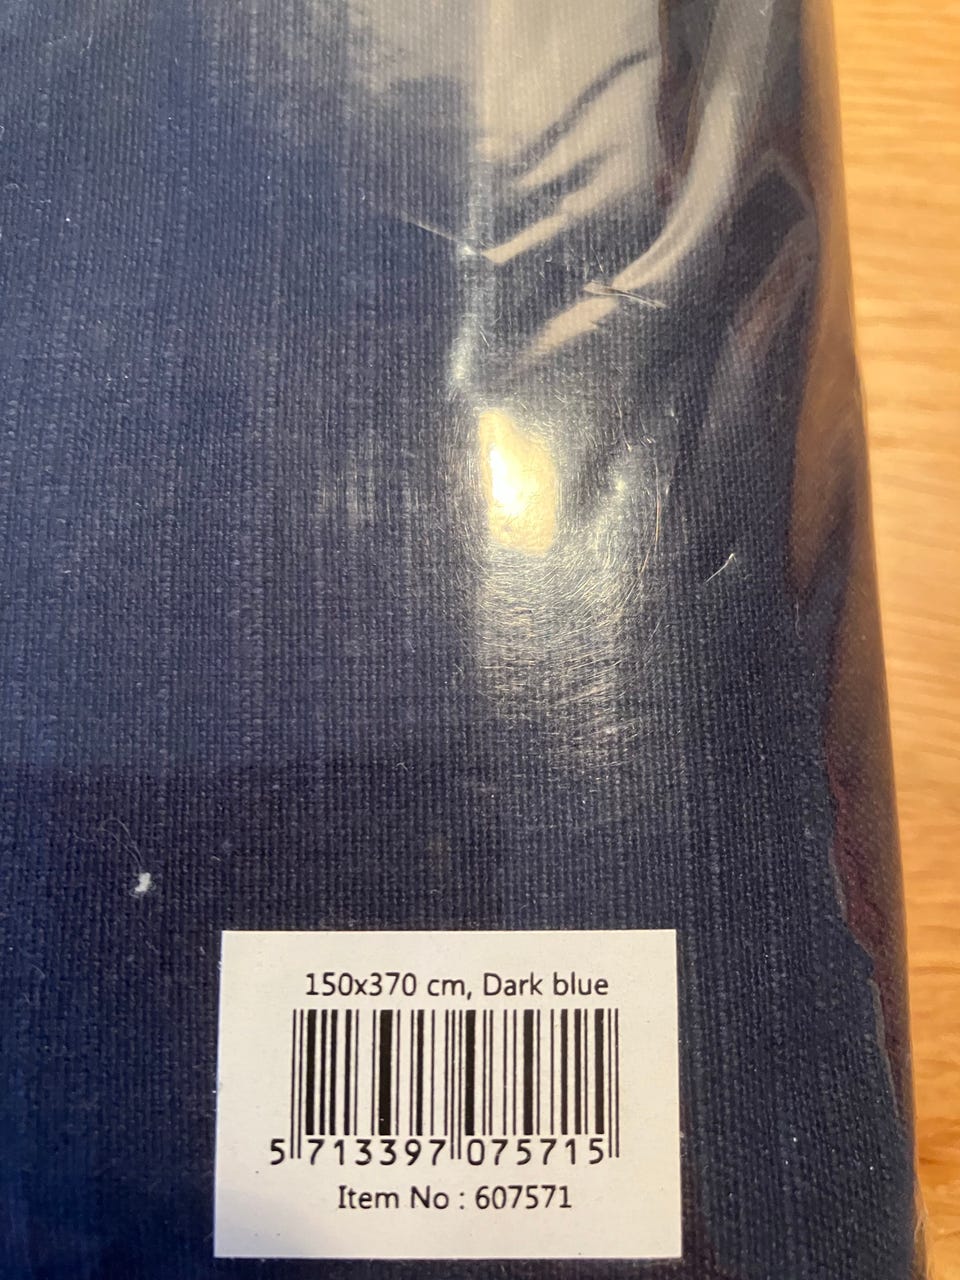 150x370 cm, Dark blue
5 713397 075715
Item No : 607571